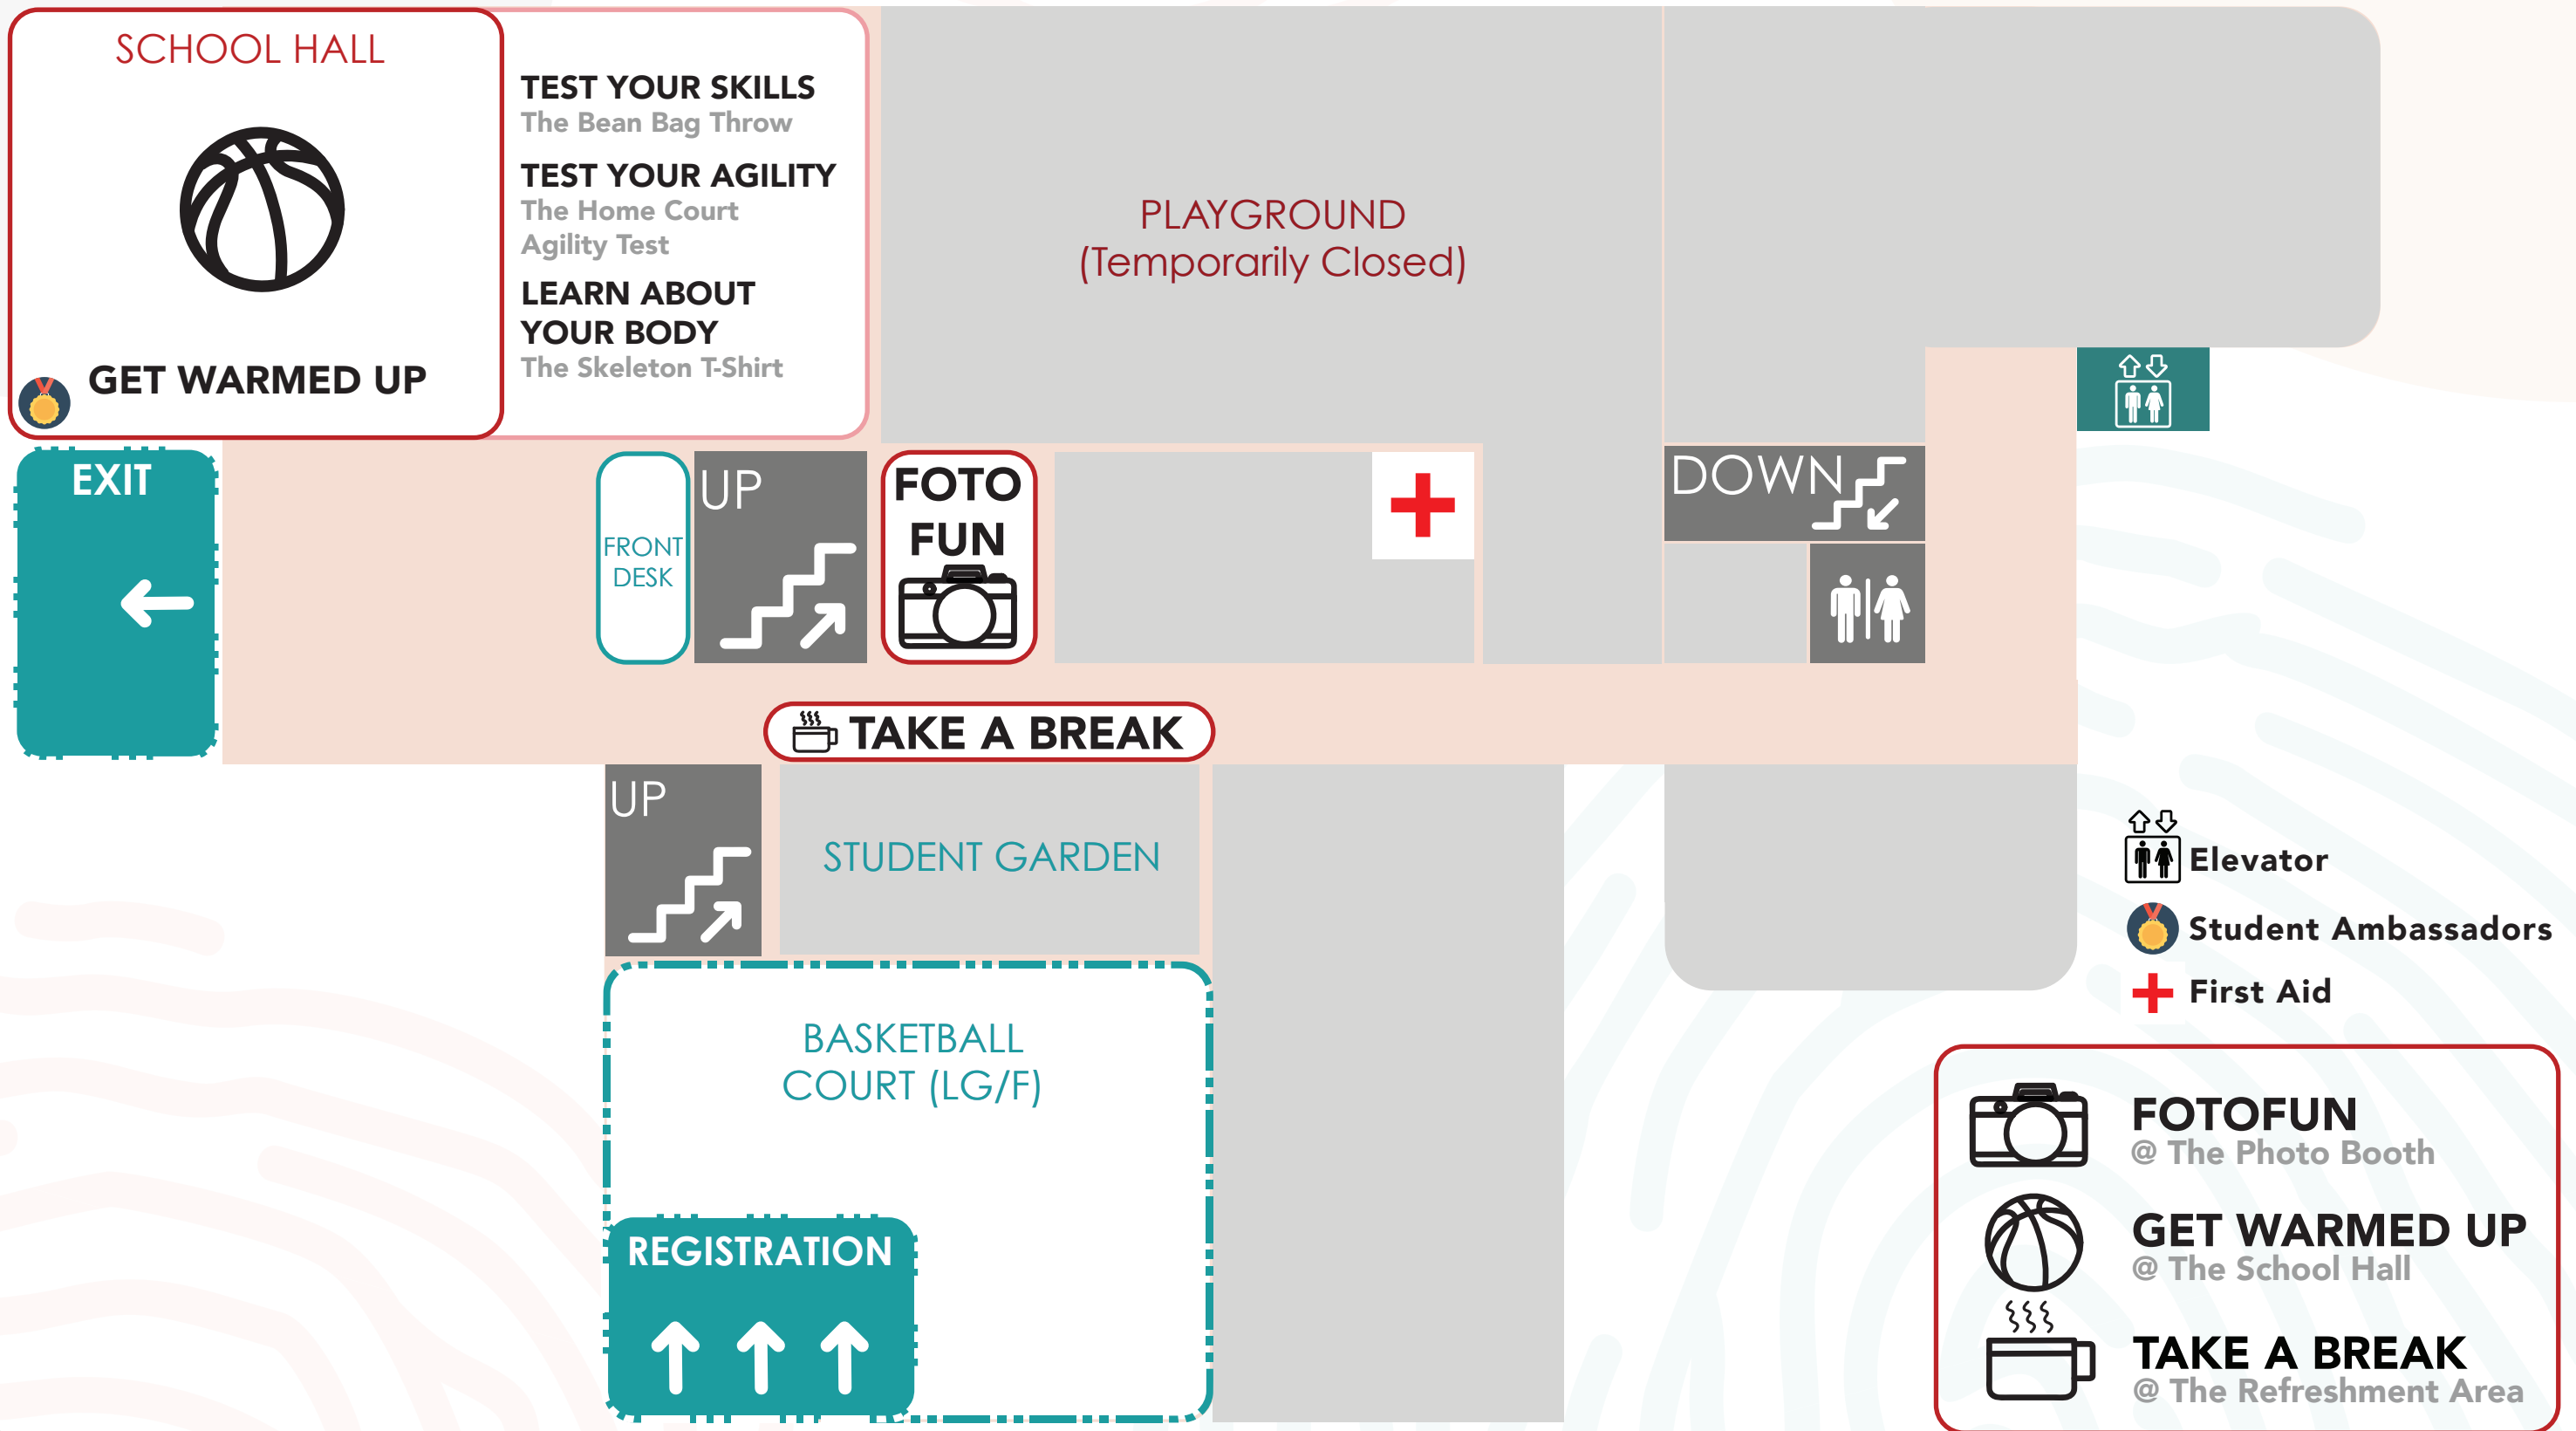 SCHOOL HALL
GET WARMED UP
TEST YOUR SKILLS
The Bean Bag Throw
TEST YOUR AGILITY
The Home Court
Agility Test
LEARN ABOUT
YOUR BODY
The Skeleton T-Shirt
PLAYGROUND
(Temporarily Closed)
EXIT
FRONT
DESK
UP
FOTO
FUN
DOWN
TAKE A BREAK
UP
STUDENT GARDEN
BASKETBALL
COURT (LG/F)
REGISTRATION
Elevator
Student Ambassadors
First Aid
FOTOFUN
@ The Photo Booth
GET WARMED UP
@ The School Hall
TAKE A BREAK
@ The Refreshment Area